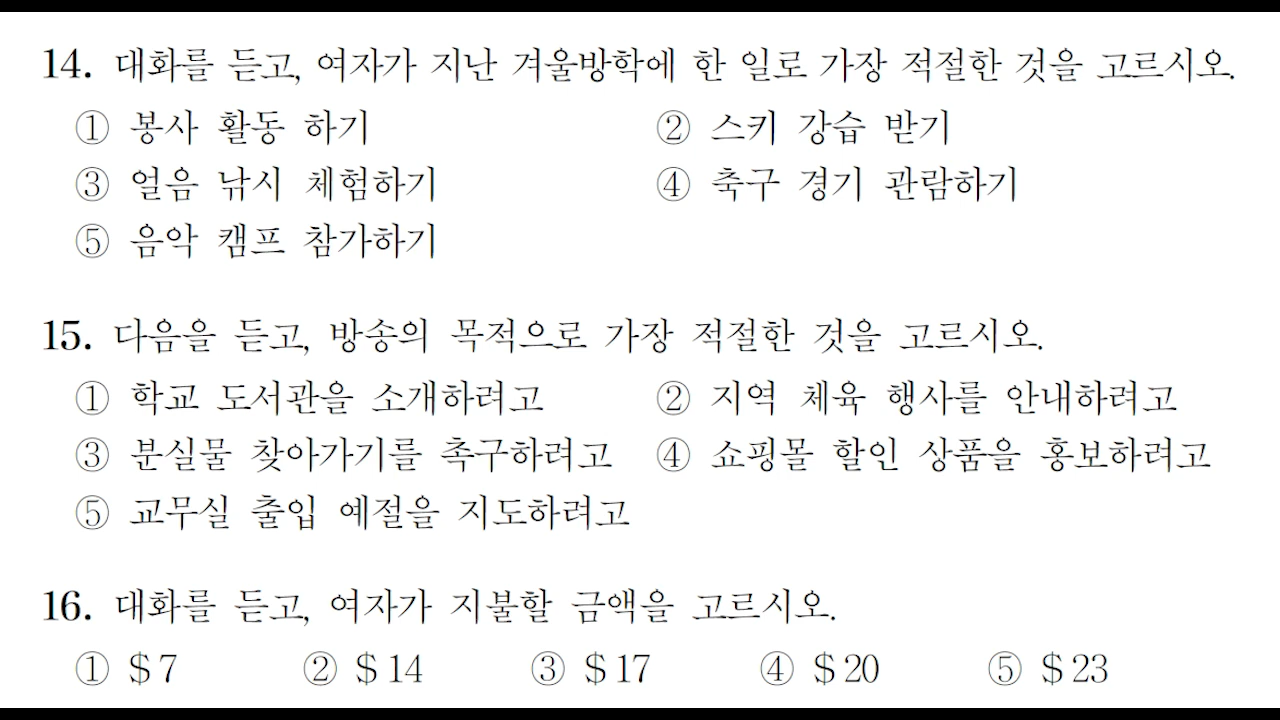 14. 대화를 듣고, 여자가 지난 겨울방학에 한 일로 가장 적절한 것을 고르시오.
① 봉사 활동 하기 ② 스키 강습 받기
③ 얼음 낚시 체험하기 ④ 축구 경기 관람하기
⑤ 음악 캠프 참가하기
15. 다음을 듣고, 방송의 목적으로 가장 적절한 것을 고르시오.
① 학교 도서관을 소개하려고 ② 지역 체육 행사를 안내하려고
③ 분실물 찾아가기를 촉구하려고 ④ 쇼핑몰 할인 상품을 홍보하려고
⑤ 교무실 출입 예절을 지도하려고
16. 대화를 듣고, 여자가 지불할 금액을 고르시오.
① $7 ② $14 ③ $17 ④ $20 ⑤ $23